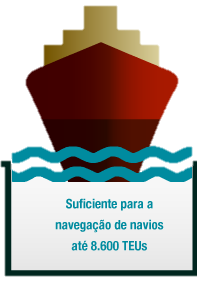 Suficiente para a
navegação de navios
até 8.600 TEUs